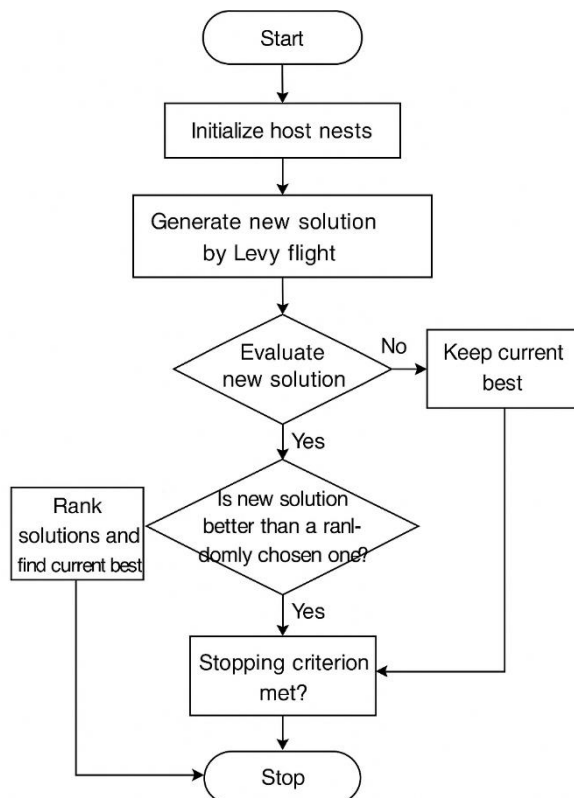 Start
Initialize host nests
Generate new solution
by Levy flight
Evaluate
new solution
No
Keep current
best
Yes
Is new solution
better than a ranl-
domly chosen one?
Rank
solutions and
find current best
Yes
Stopping criterion
met?
Stop